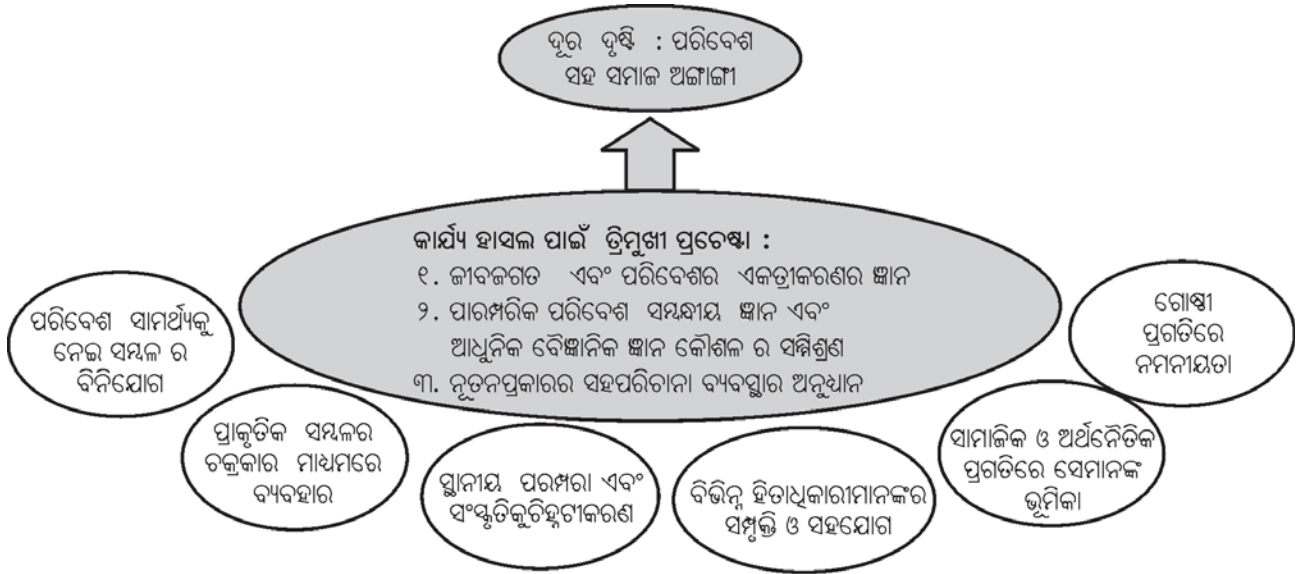 ଦୂର ଦୃଷ୍ଟି : ପରିବେଶ
ସହ ସମାଜ ଅଙ୍ଗାଙ୍ଗୀ
କାର୍ଯ୍ୟ ହାସଲ ପାଇଁ ତ୍ରିମୁଖୀ ପ୍ରଚେଷ୍ଟା :
୧. ଜୀବଜଗତ ଏବଂ ପରିବେଶର ଏକତ୍ରୀକରଣର ଜ୍ଞାନ
୨. ପାରମ୍ପରିକ ପରିବେଶ ସମ୍ବନ୍ଧୀୟ ଜ୍ଞାନ ଏବଂ
ଆଧୁନିକ ବୈଜ୍ଞାନିକ ଜ୍ଞାନ କୌଶଳ ର ସମ୍ମିଶ୍ରଣ
୩. ନୂତନପ୍ରକାରର ସହପରିଚାନା ବ୍ୟବସ୍ଥାର ଅନୁଧ୍ୟାନ
ପରିବେଶ ସାମର୍ଥ୍ୟକୁ
ନେଇ ସମ୍ବଳ ର
ବିନିଯୋଗ
ପ୍ରାକୃତିକ ସମ୍ବଳର
ଚକ୍ରକାର ମାଧ୍ୟମରେ
ବ୍ୟବହାର
ସ୍ଥାନୀୟ ପରମ୍ପରା ଏବଂ
ସଂସ୍କୃତିକୁଚିହ୍ନଟୀକରଣ
ବିଭିନ୍ନ ହିତାଧିକାରୀମାନଙ୍କର
ସମ୍ପୃକ୍ତି ଓ ସହଯୋଗ
ସାମାଜିକ ଓ ଅର୍ଥନୈତିକ
ପ୍ରଗତିରେ ସେମାନଙ୍କ
ଭୂମିକା
ଗୋଷ୍ଠୀ
ପ୍ରଗତିରେ
ନମନୀୟତା